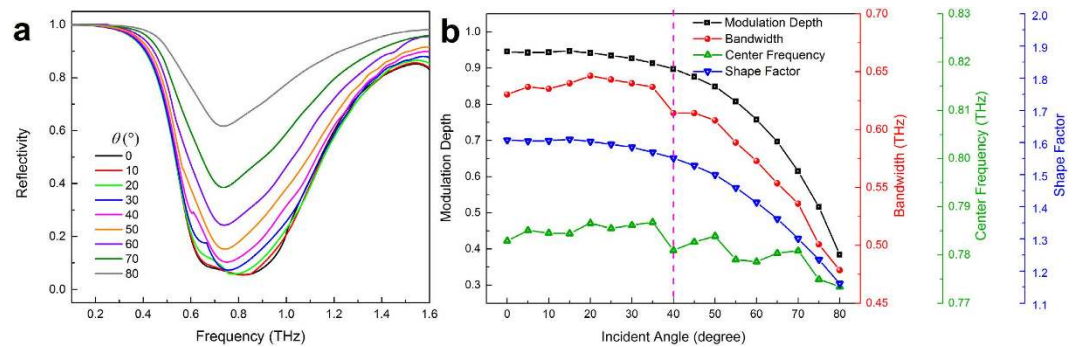 a
Reflectivity
1.0
0.8
0.6
0.4
0.2
0.0
θ (°)
0
10
20
30
40
50
60
70
80
0.2 0.4 0.6 0.8 1.0 1.2 1.4 1.6
Frequency (THz)
b
Modulation Depth
Bandwidth
Center Frequency
Shape Factor
Modulation Depth
1.0
0.9
0.8
0.7
0.6
0.5
0.4
0.3
0 10 20 30 40 50 60 70 80
Incident Angle (degree)
0.70
0.65
0.60
0.55
0.50
0.45
Bandwidth (THz)
0.83
0.82
0.81
0.80
0.79
0.78
0.77
Center Frequency (THz)
2.0
1.9
1.8
1.7
1.6
1.5
1.4
1.3
1.2
1.1
Shape Factor